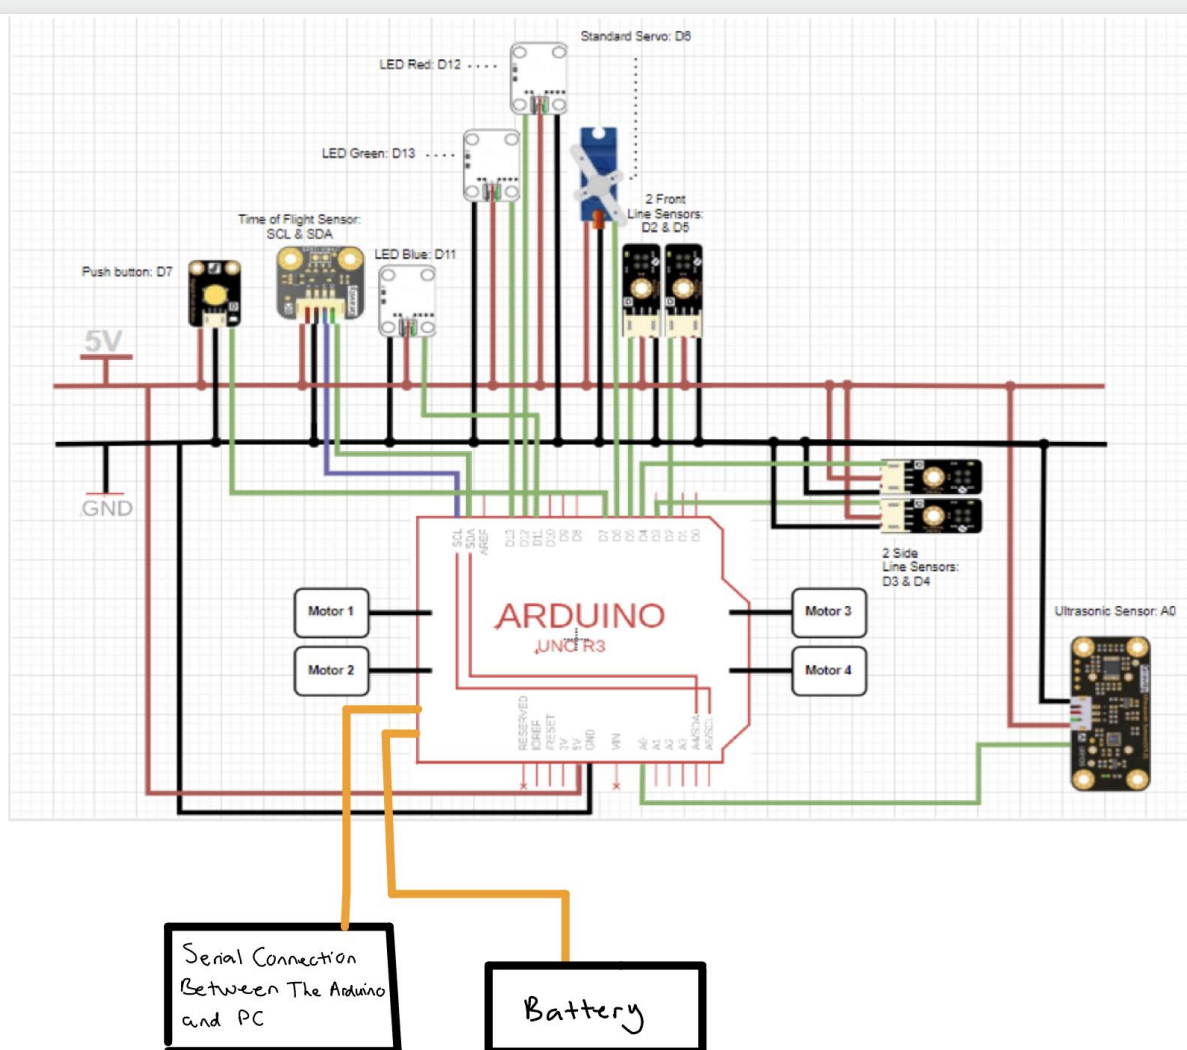 Standard Servo: D6
LED Red: D12
LED Green: D13
2 Front
Line Sensors:
D2 & D5
Time of Flight Sensor:
SCL & SDA
LED Blue: D11
Push button: D7
5V
GND
2 Side
Line Sensors:
D3 & D4
SCL
SDA
AREF
D13
D12
D11
D10
D9
D8
D7
D6
D5
D4
D3
D2
D1
D0
Motor 1
Motor 2
ARDUINO
UNO R3
Motor 3
Motor 4
Ultrasonic Sensor: A0
RESERVED
IOREF
/RESET
3V
5V
GND
VIN
A0
A1
A2
A3
A4/SDA
A5/SCL
Serial Connection
Between The Arduino
and PC
Battery